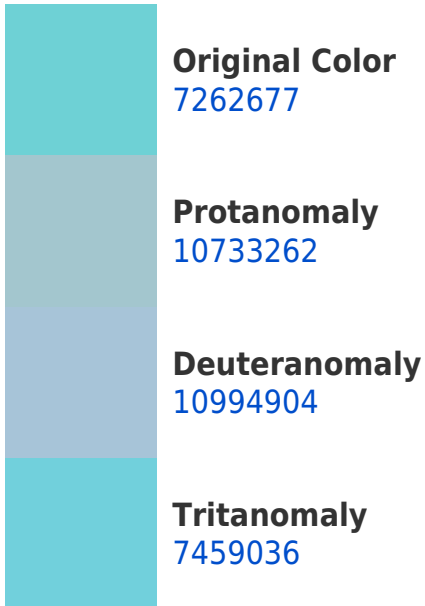 Original Color
7262677
Protanomaly
10733262
Deuteranomaly
10994904
Tritanomaly
7459036